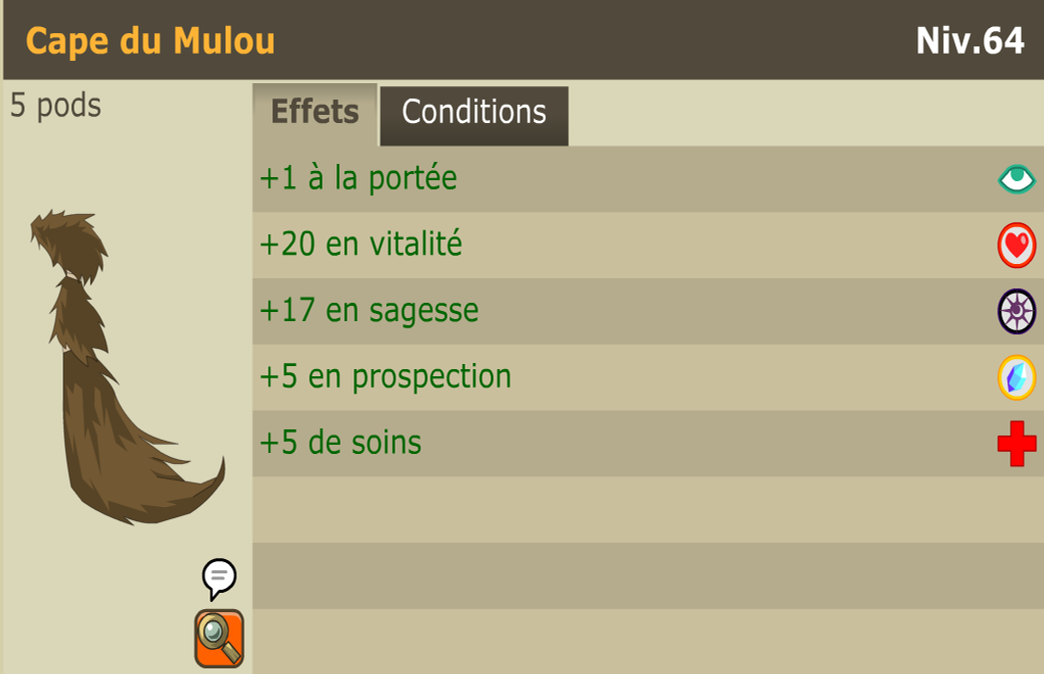 Cape du Mulou
Niv.64
5 pods
Effets
Conditions
+1 à la portée
+20 en vitalité
+17 en sagesse
+5 en prospection
+5 de soins